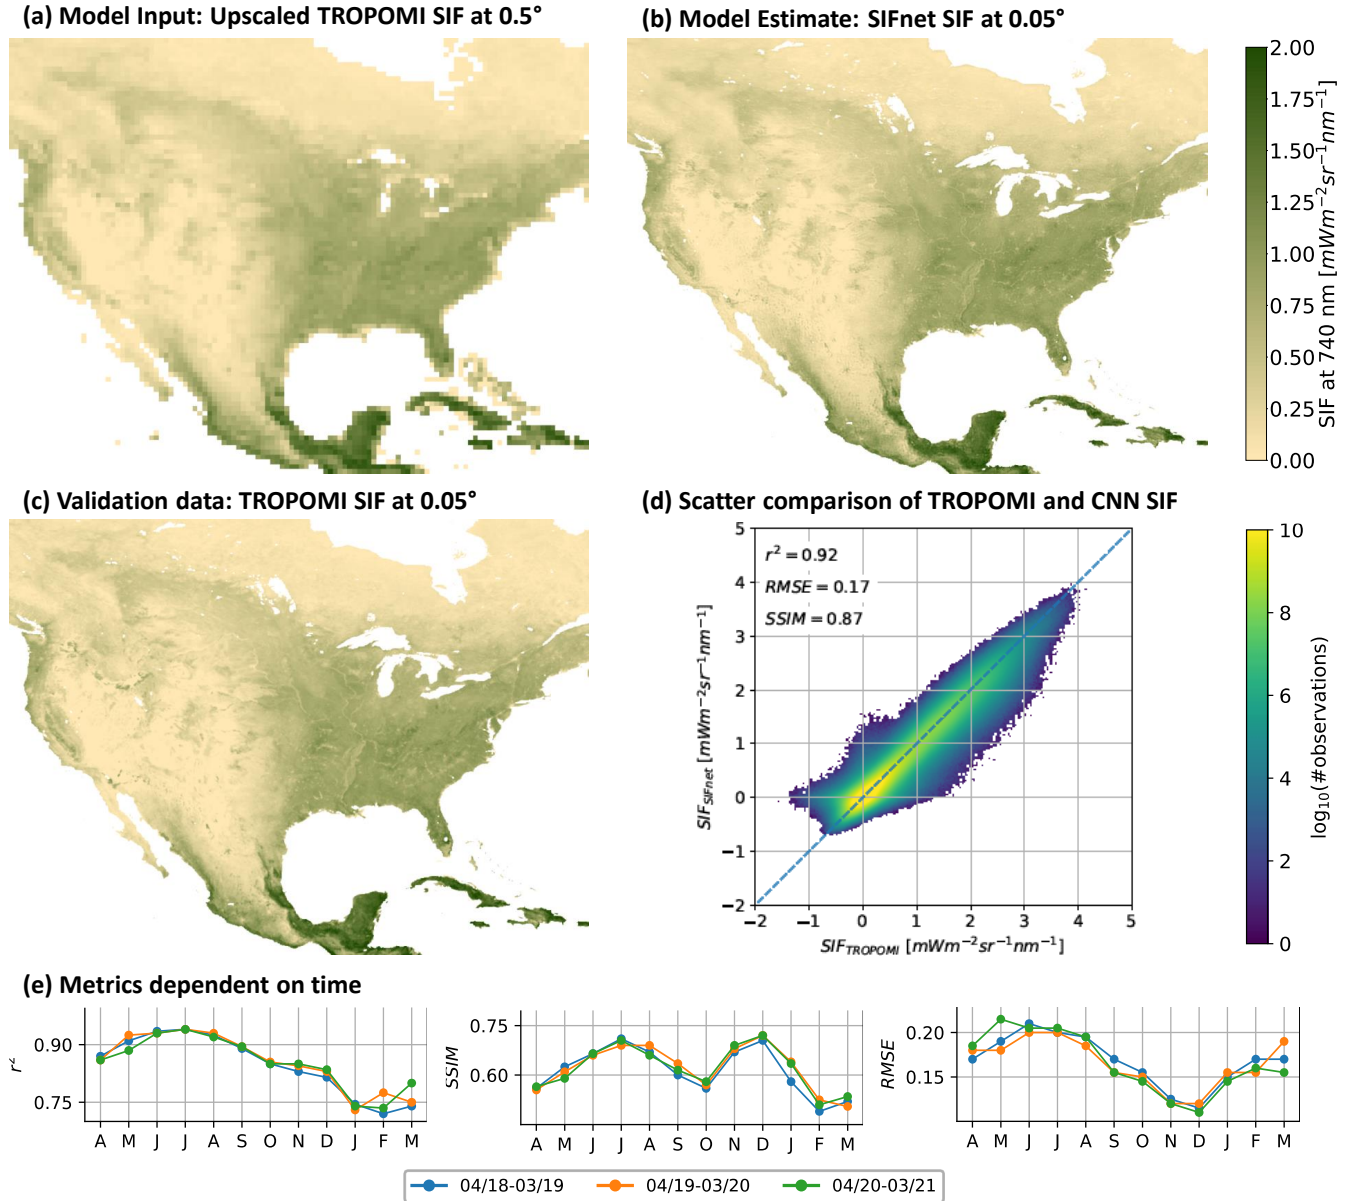 (a) Model Input: Upscaled TROPOMI SIF at 0.5°
(b) Model Estimate: SIFnet SIF at 0.05°
2.00
1.75
1.50
1.25
1.00
0.75
0.50
0.25
0.00
SIF at 740 nm [mWm⁻²sr⁻¹nm⁻¹]
(c) Validation data: TROPOMI SIF at 0.05°
(d) Scatter comparison of TROPOMI and CNN SIF
r² = 0.92
RMSE = 0.17
SSIM = 0.87
5
4
3
2
1
0
−1
−2
SIF_SIFnet [mWm⁻²sr⁻¹nm⁻¹]
−2 −1 0 1 2 3 4 5
SIF_TROPOMI [mWm⁻²sr⁻¹nm⁻¹]
10
8
6
4
2
0
log₁₀(#observations)
(e) Metrics dependent on time
r²
0.90
0.75
A M J J A S O N D J F M
SSIM
0.75
0.60
A M J J A S O N D J F M
RMSE
0.20
0.15
A M J J A S O N D J F M
04/18-03/19 04/19-03/20 04/20-03/21